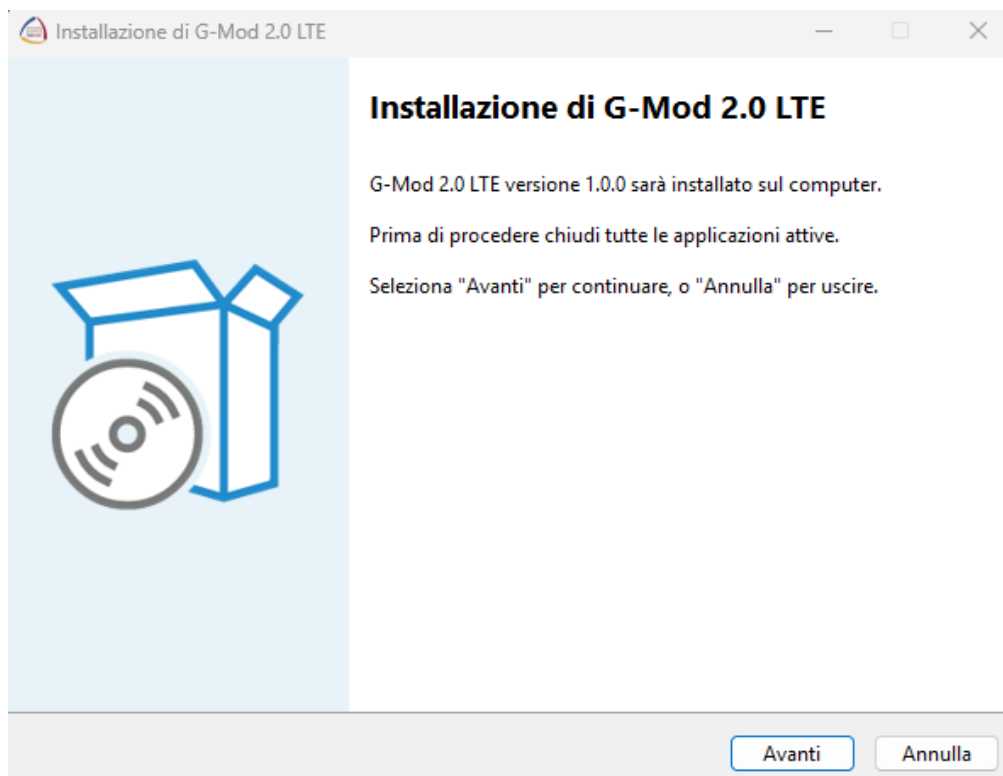 Installazione di G-Mod 2.0 LTE
Installazione di G-Mod 2.0 LTE
G-Mod 2.0 LTE versione 1.0.0 sarà installato sul computer.
Prima di procedere chiudi tutte le applicazioni attive.
Seleziona "Avanti" per continuare, o "Annulla" per uscire.
Avanti
Annulla